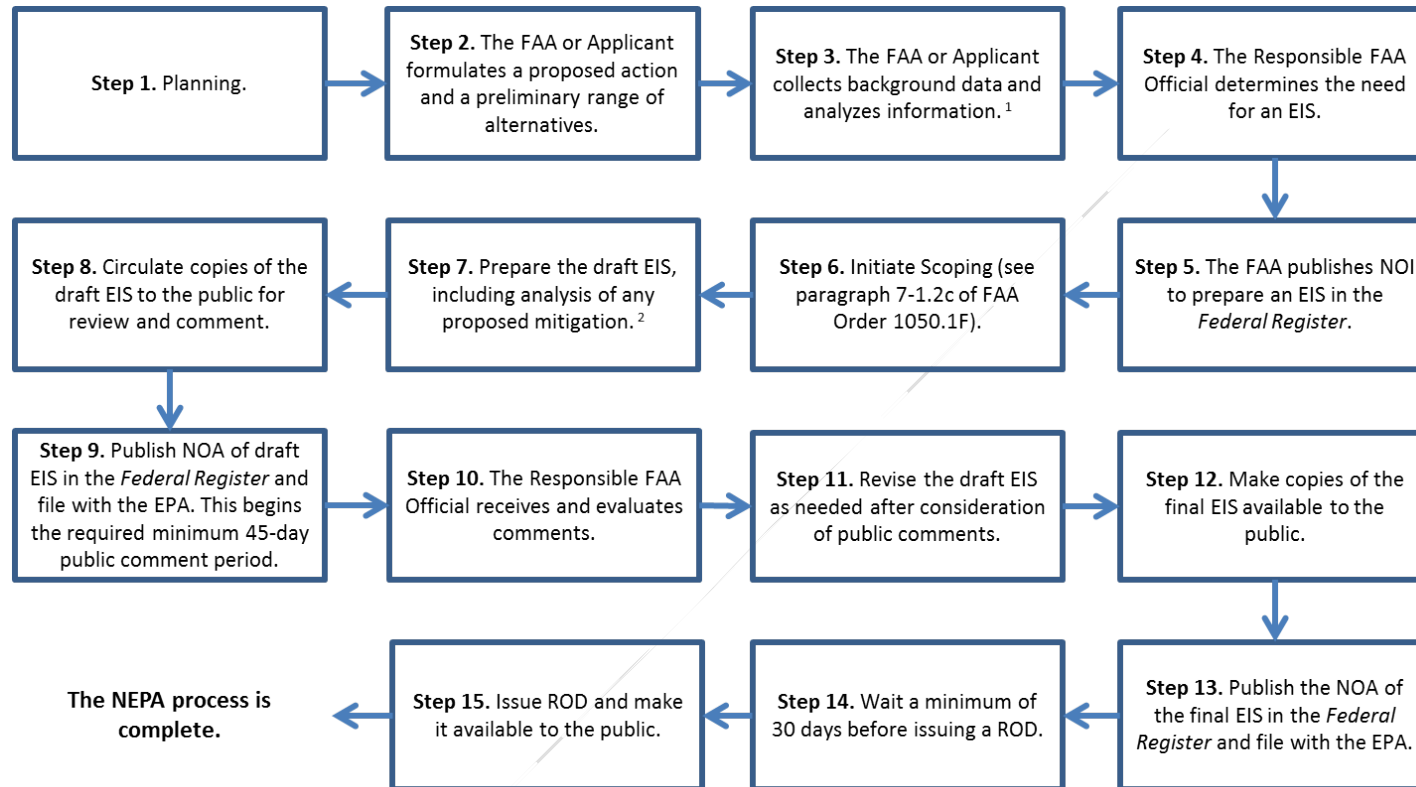 Step 1. Planning.
Step 2. The FAA or Applicant
formulates a proposed action
and a preliminary range of
alternatives.
Step 3. The FAA or Applicant
collects background data and
analyzes information. 1
Step 4. The Responsible FAA
Official determines the need
for an EIS.
Step 5. The FAA publishes NOI
to prepare an EIS in the
Federal Register.
Step 6. Initiate Scoping (see
paragraph 7-1.2c of FAA
Order 1050.1F).
Step 7. Prepare the draft EIS,
including analysis of any
proposed mitigation. 2
Step 8. Circulate copies of the
draft EIS to the public for
review and comment.
Step 9. Publish NOA of draft
EIS in the Federal Register and
file with the EPA. This begins
the required minimum 45-day
public comment period.
Step 10. The Responsible FAA
Official receives and evaluates
comments.
Step 11. Revise the draft EIS
as needed after consideration
of public comments.
Step 12. Make copies of the
final EIS available to the
public.
Step 13. Publish the NOA of
the final EIS in the Federal
Register and file with the EPA.
Step 14. Wait a minimum of
30 days before issuing a ROD.
Step 15. Issue ROD and make
it available to the public.
The NEPA process is
complete.